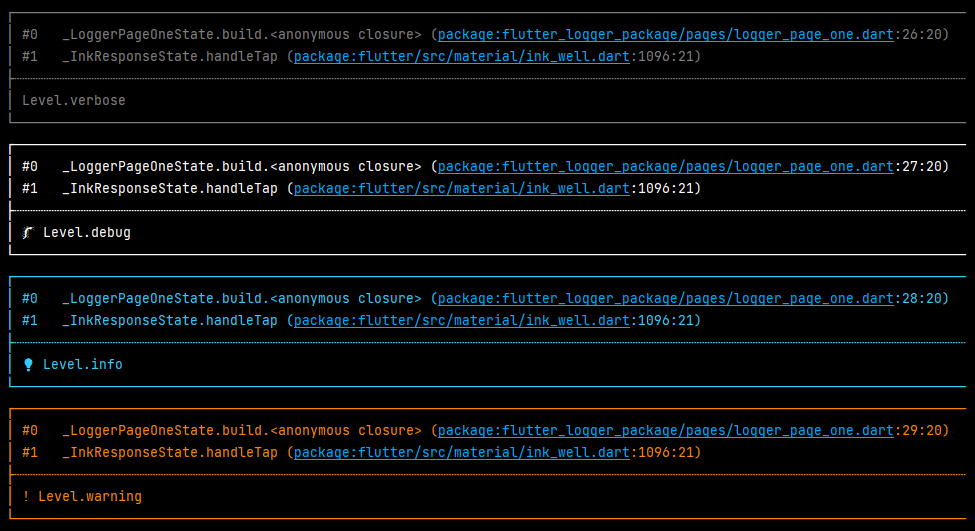 #0   _LoggerPageOneState.build.<anonymous closure> (package:flutter_logger_package/pages/logger_page_one.dart:26:20)
#1   _InkResponseState.handleTap (package:flutter/src/material/ink_well.dart:1096:21)
Level.verbose
#0   _LoggerPageOneState.build.<anonymous closure> (package:flutter_logger_package/pages/logger_page_one.dart:27:20)
#1   _InkResponseState.handleTap (package:flutter/src/material/ink_well.dart:1096:21)
🐛 Level.debug
#0   _LoggerPageOneState.build.<anonymous closure> (package:flutter_logger_package/pages/logger_page_one.dart:28:20)
#1   _InkResponseState.handleTap (package:flutter/src/material/ink_well.dart:1096:21)
💡 Level.info
#0   _LoggerPageOneState.build.<anonymous closure> (package:flutter_logger_package/pages/logger_page_one.dart:29:20)
#1   _InkResponseState.handleTap (package:flutter/src/material/ink_well.dart:1096:21)
! Level.warning